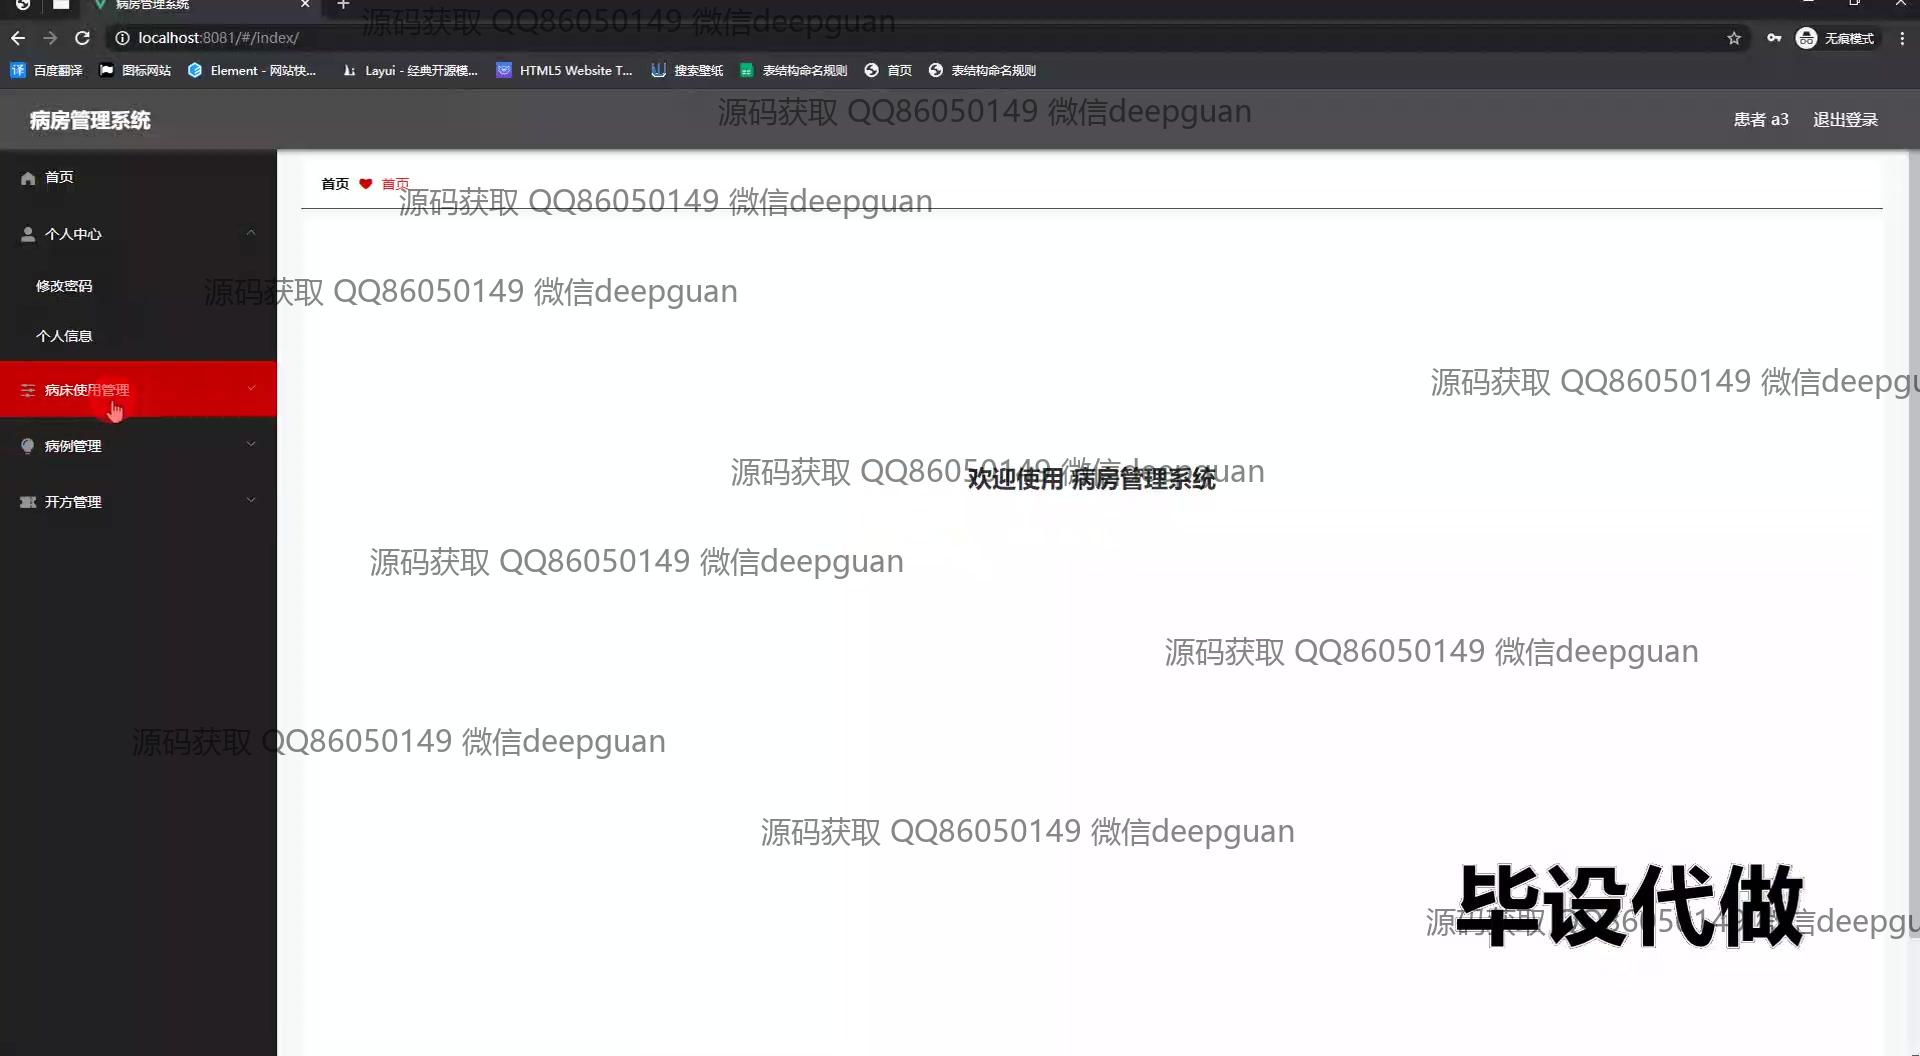 病房管理系统
源码获取 QQ86050149 微信deepguan
localhost:8081/#/index/
无痕模式
百度翻译
图标网站
Element - 网站快...
Layui - 经典开源模...
HTML5 Website T...
搜索壁纸
表结构命名规则
首页
表结构命名规则
源码获取 QQ86050149 微信deepguan
病房管理系统
患者 a3
退出登录
首页
首页
首页
源码获取 QQ86050149 微信deepguan
个人中心
修改密码
源码获取 QQ86050149 微信deepguan
个人信息
病床使用管理
源码获取 QQ86050149 微信deepgu
病例管理
源码获取 QQ86050149 微信deepguan
欢迎使用 病房管理系统
开方管理
源码获取 QQ86050149 微信deepguan
源码获取 QQ86050149 微信deepguan
源码获取 QQ86050149 微信deepguan
源码获取 QQ86050149 微信deepguan
毕设代做
源码获取 QQ86050149 微信deepgu